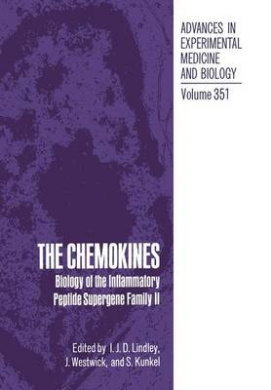 ADVANCES IN
EXPERIMENTAL
MEDICINE
AND BIOLOGY
Volume 351
THE CHEMOKINES
Biology of the Inflammatory
Peptide Supergene Family II
Edited by I. J. D. Lindley,
J. Westwick, and S. Kunkel